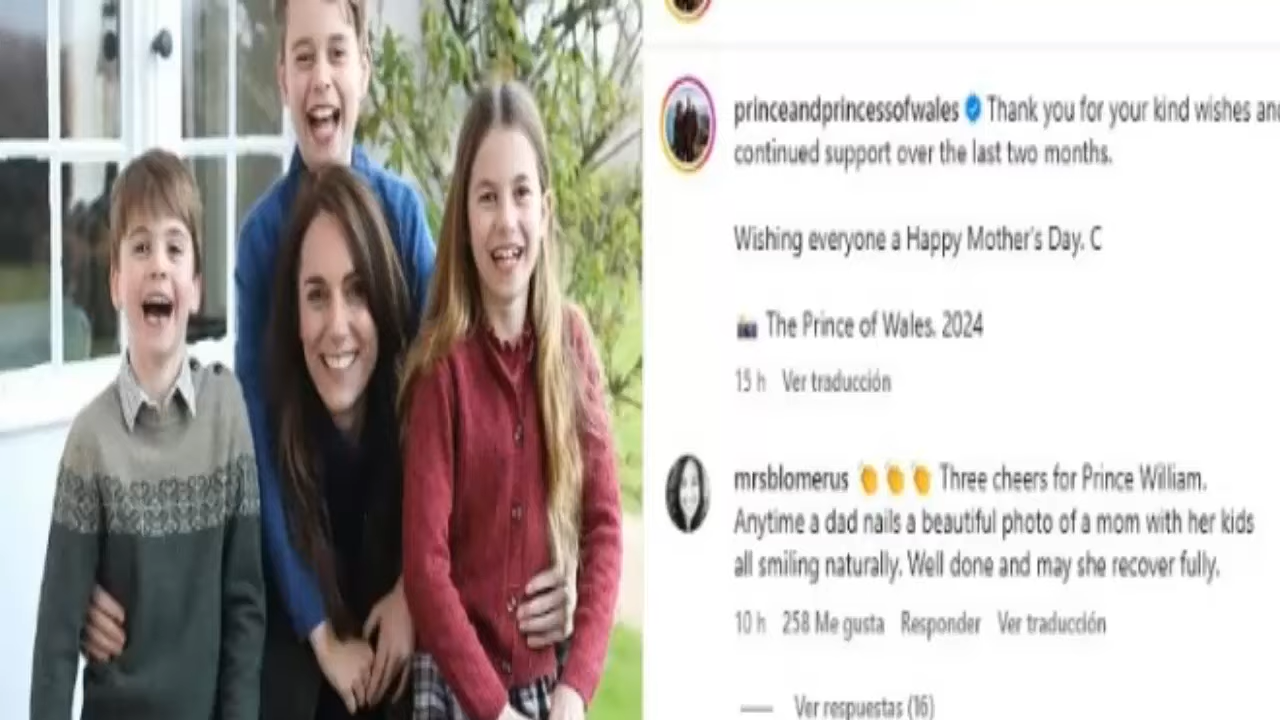 princeandprincessofwales Thank you for your kind wishes and
continued support over the last two months.
Wishing everyone a Happy Mother's Day. C
📸 The Prince of Wales. 2024
15 h Ver traducción
mrsblomerus 👏👏👏 Three cheers for Prince William.
Anytime a dad nails a beautiful photo of a mom with her kids
all smiling naturally. Well done and may she recover fully.
10 h 258 Me gusta Responder Ver traducción
Ver respuestas (16)